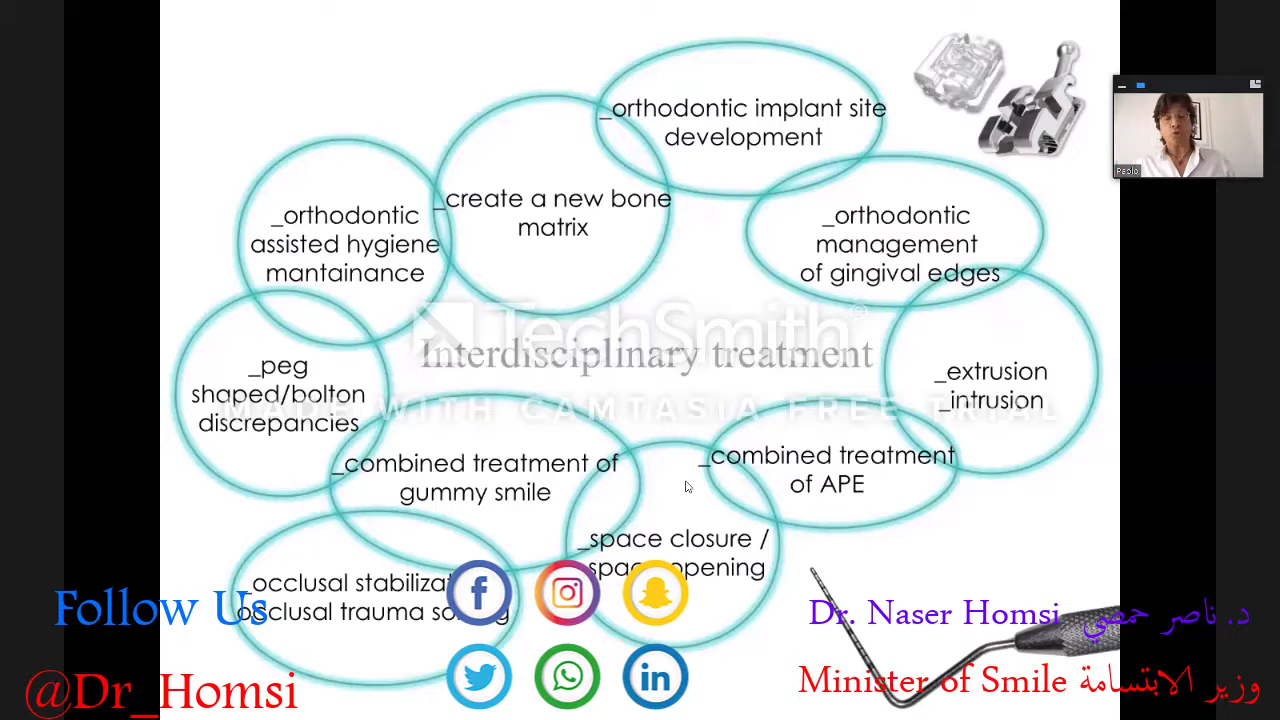 _orthodontic implant site
development
_create a new bone
matrix
_orthodontic
assisted hygiene
mantainance
_orthodontic
management
of gingival edges
Paolo
TechSmith®
Interdisciplinary treatment
MADE WITH CAMTASIA FREE TRIAL
_peg
shaped/bolton
discrepancies
_extrusion
_intrusion
_combined treatment of
gummy smile
_combined treatment
of APE
_space closure /
opening
_occlusal
occlusal trauma
Follow Us
@Dr_Homsi
Dr. Naser Homsi د. ناصر حمصي
Minister of Smile وزير الابتسامة
in